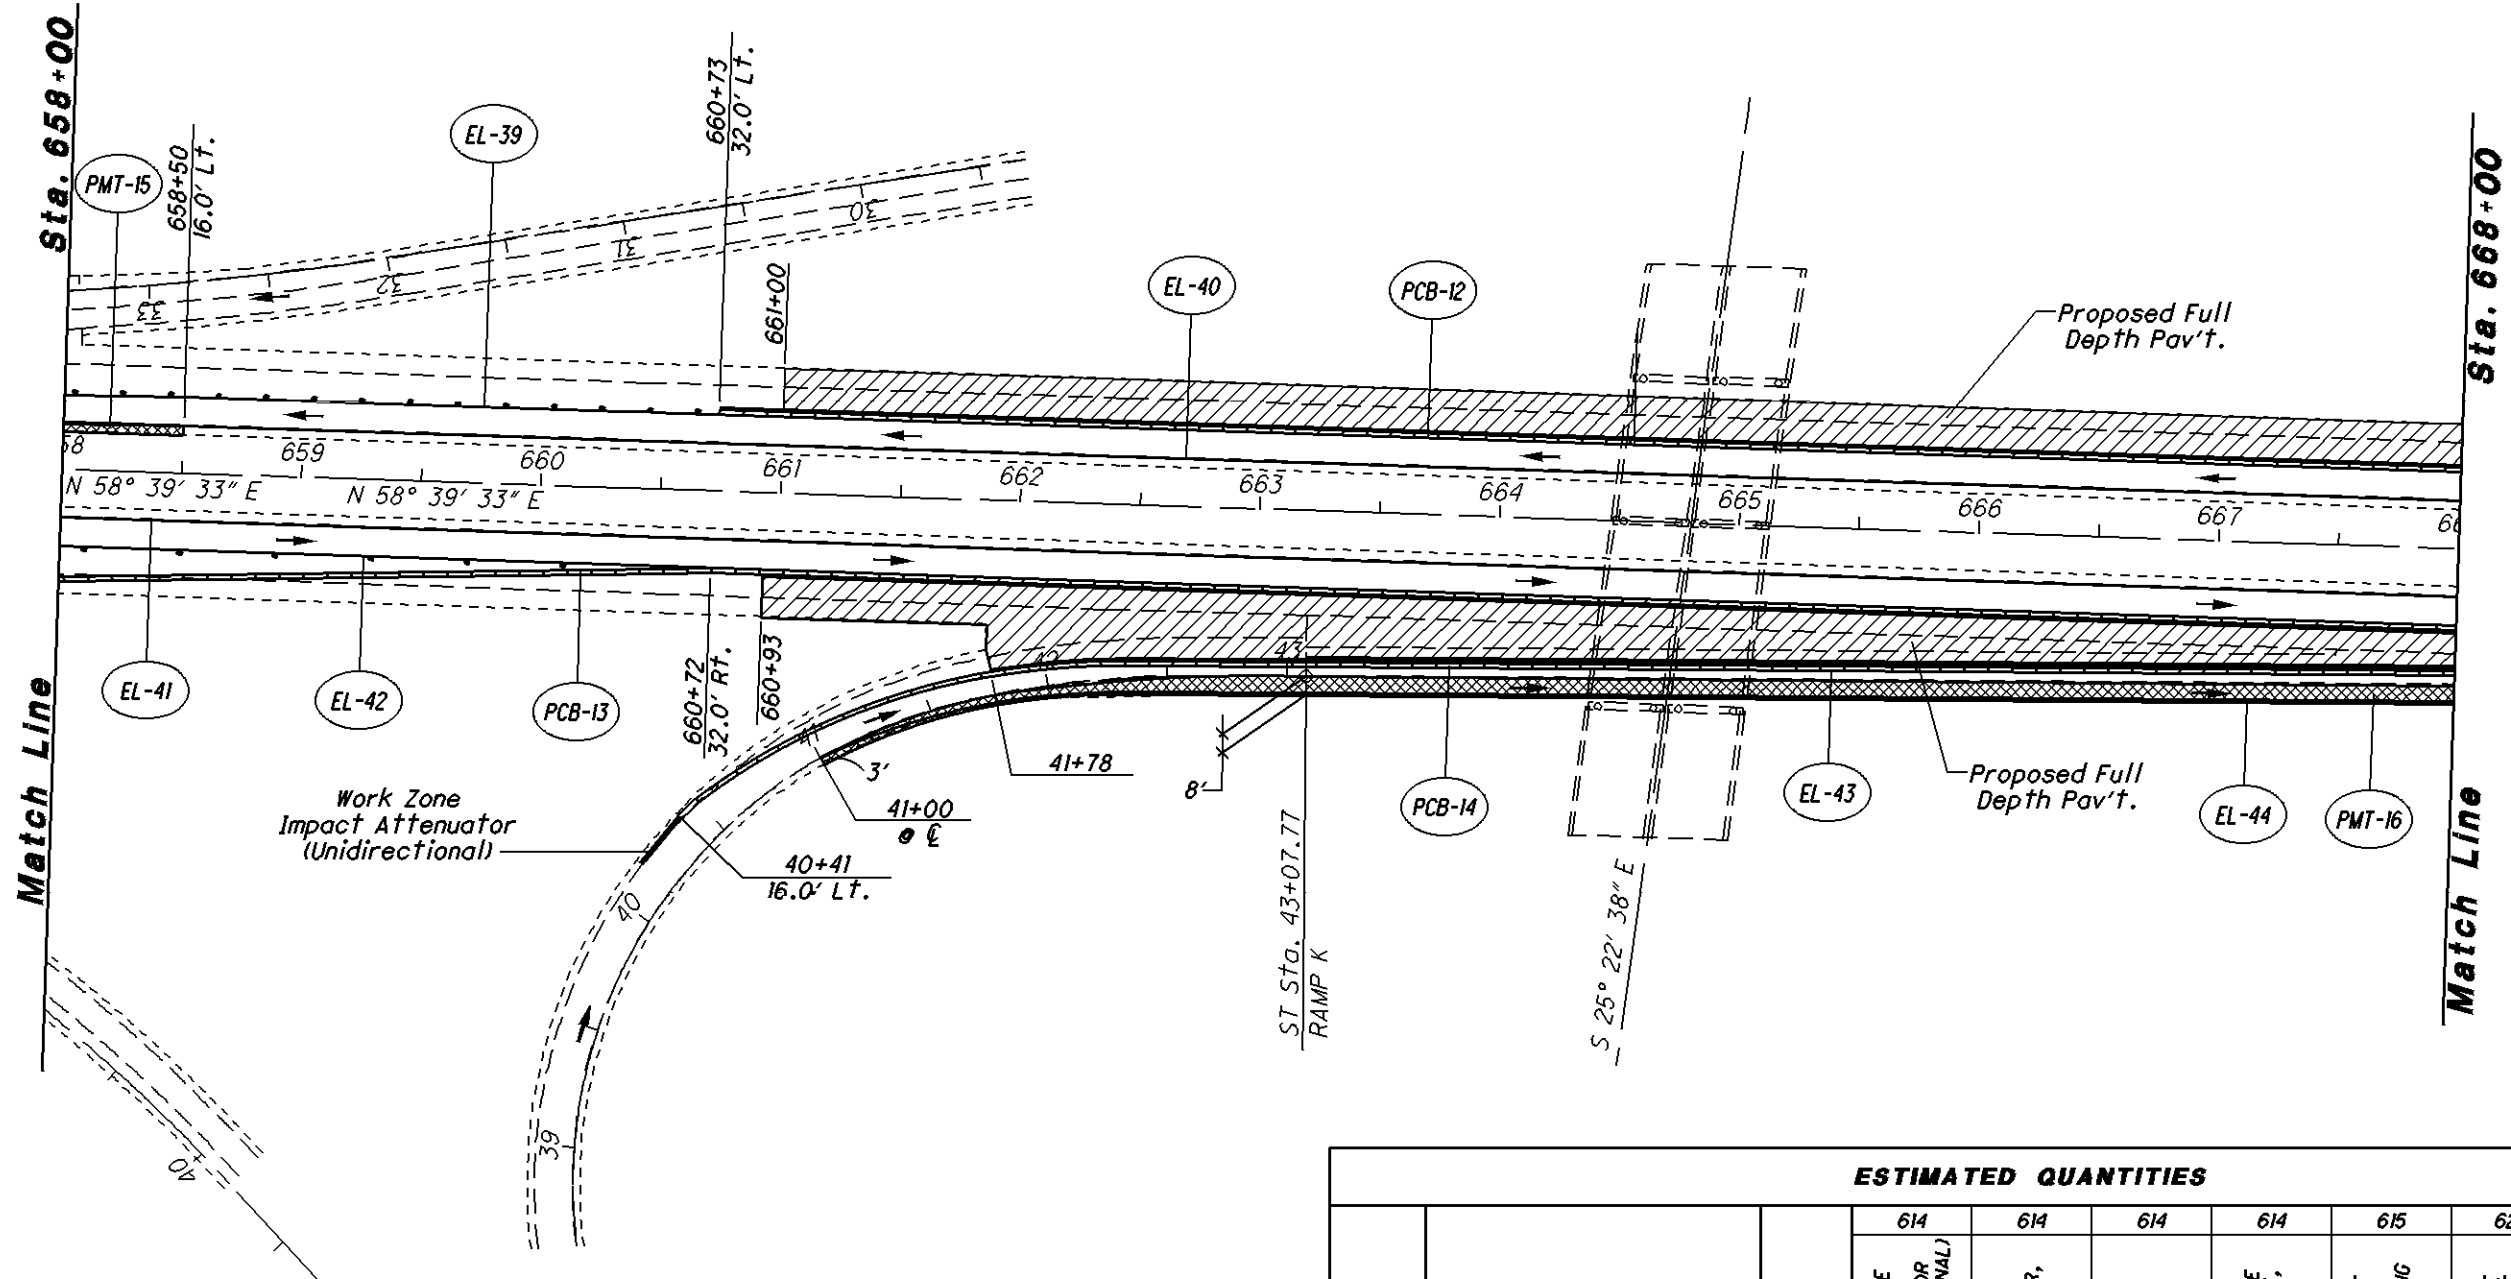 Sta. 658+00
PMT-15
658+50
16.0' Lt.
EL-39
660+73
32.0' Lt.
33
32
31
30
661+00
EL-40
PCB-12
Proposed Full
Depth Pav't.
Sta. 668+00
58
659
660
661
662
663
664
665
666
667
66
N 58° 39' 33" E
N 58° 39' 33" E
EL-41
EL-42
PCB-13
660+72
32.0' Rt.
660+93
42
43
41+78
3'
41+00
@ ℄
40+41
16.0' Lt.
Work Zone
Impact Attenuator
(Unidirectional)
40
39
8'
ST Sta. 43+07.77
RAMP K
PCB-14
S 25° 22' 38" E
EL-43
Proposed Full
Depth Pav't.
EL-44
PMT-16
Match Line
Match Line
40
ESTIMATED QUANTITIES
614
614
614
614
615